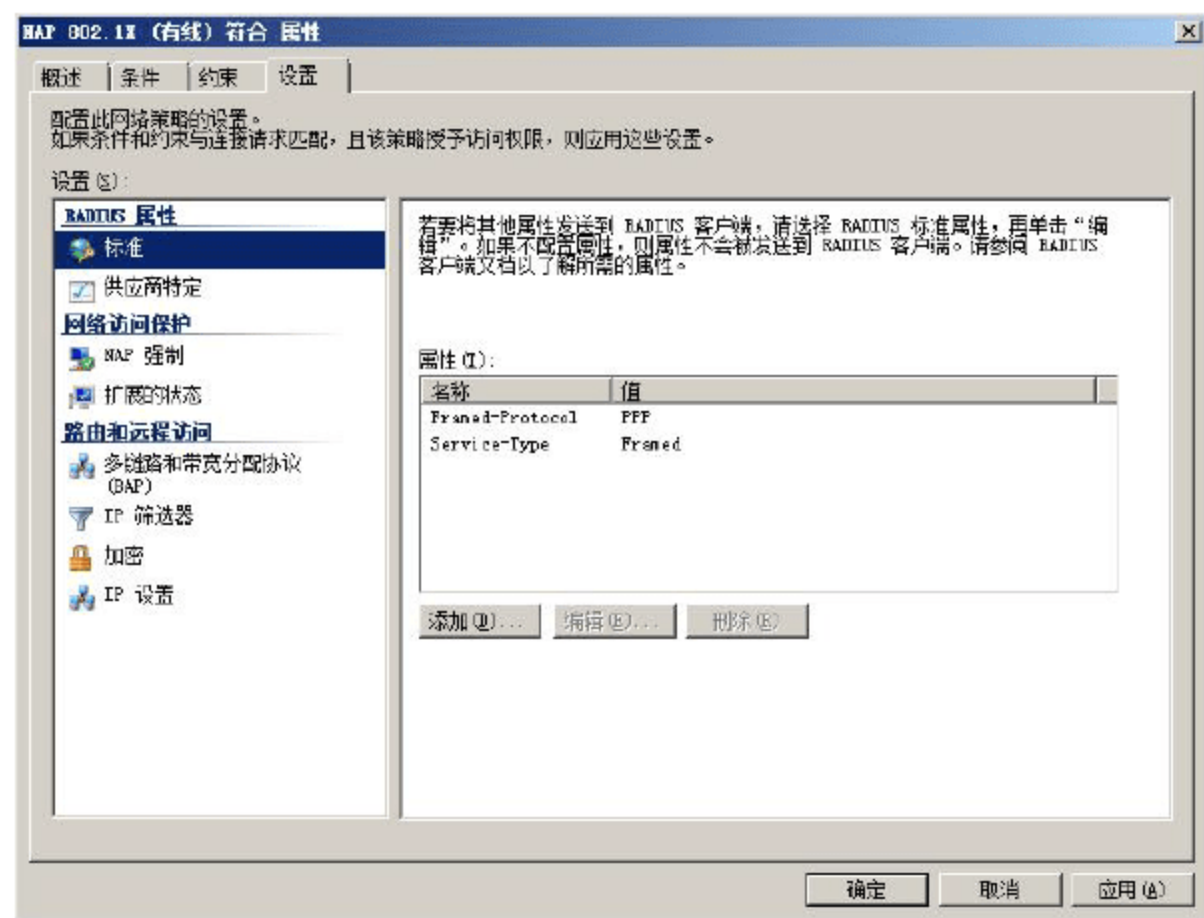 NAP 802.1X (有线) 符合 属性
概述 条件 约束 设置
配置此网络策略的设置。
如果条件和约束与连接请求匹配，且该策略授予访问权限，则应用这些设置。
设置(S):
RADIUS 属性
标准
供应商特定
网络访问保护
NAP 强制
扩展的状态
路由和远程访问
多链路和带宽分配协议
(BAP)
IP 筛选器
加密
IP 设置
若要将其他属性发送到 RADIUS 客户端，请选择 RADIUS 标准属性，再单击“编
辑”。如果不配置属性，则属性不会被发送到 RADIUS 客户端。请参阅 RADIUS
客户端文档以了解所需的属性。
属性(T):
名称 值
Framed-Protocol PPP
Service-Type Framed
添加(D)... 编辑(E)... 删除(R)
确定 取消 应用(A)